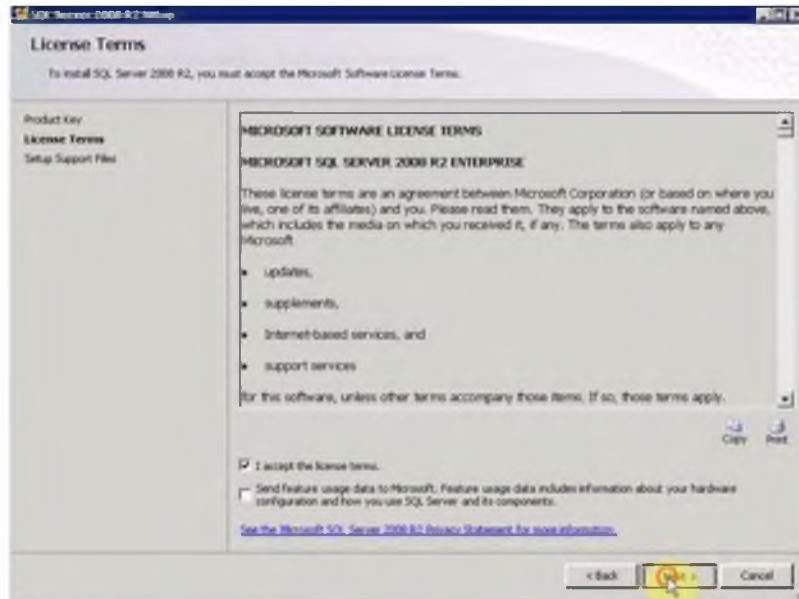 SQL Server 2008 R2 Setup
License Terms
To install SQL Server 2008 R2, you must accept the Microsoft Software License Terms.
Product Key
License Terms
Setup Support Files
MICROSOFT SOFTWARE LICENSE TERMS
MICROSOFT SQL SERVER 2008 R2 ENTERPRISE
These license terms are an agreement between Microsoft Corporation (or based on where you
live, one of its affiliates) and you. Please read them. They apply to the software named above,
which includes the media on which you received it, if any. The terms also apply to any
Microsoft
• updates,
• supplements,
• Internet-based services, and
• support services
for this software, unless other terms accompany those items. If so, those terms apply.
Copy Print
I accept the license terms.
Send feature usage data to Microsoft. Feature usage data includes information about your hardware
configuration and how you use SQL Server and its components.
See the Microsoft SQL Server 2008 R2 Privacy Statement for more information.
< Back Next > Cancel